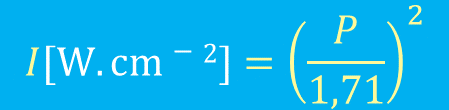 I[W.cm⁻²] = (P/1,71)²